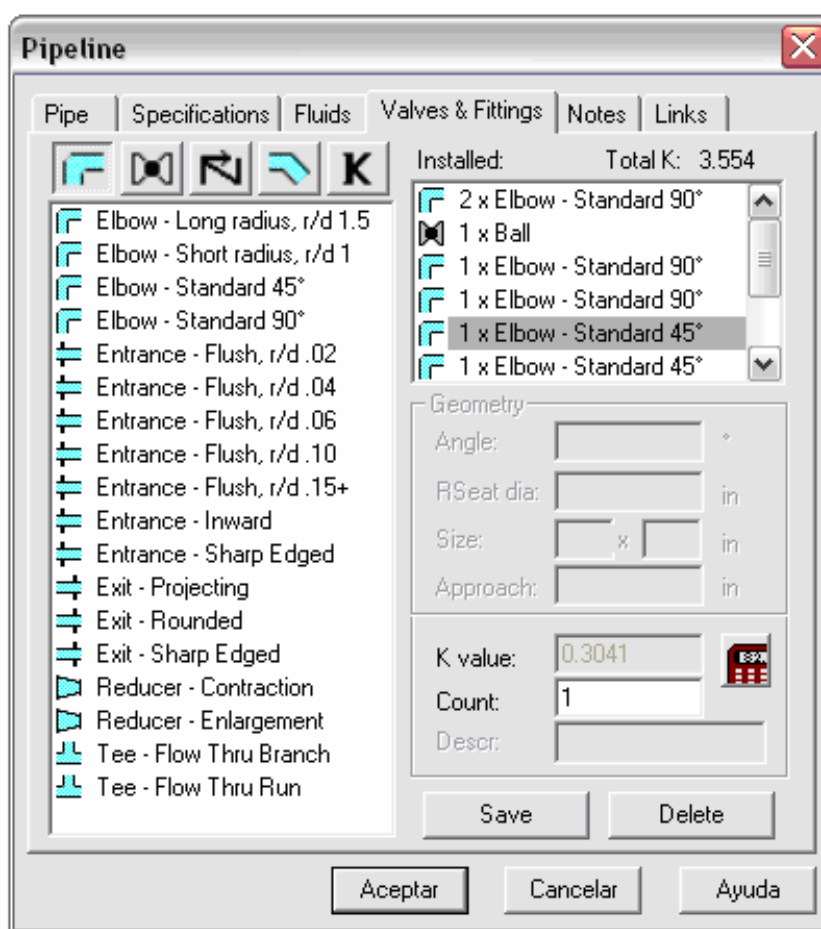 Pipeline
Pipe Specifications Fluids Valves & Fittings Notes Links
K
Installed: Total K: 3.554
Elbow - Long radius, r/d 1.5
Elbow - Short radius, r/d 1
Elbow - Standard 45°
Elbow - Standard 90°
Entrance - Flush, r/d .02
Entrance - Flush, r/d .04
Entrance - Flush, r/d .06
Entrance - Flush, r/d .10
Entrance - Flush, r/d .15+
Entrance - Inward
Entrance - Sharp Edged
Exit - Projecting
Exit - Rounded
Exit - Sharp Edged
Reducer - Contraction
Reducer - Enlargement
Tee - Flow Thru Branch
Tee - Flow Thru Run
2 x Elbow - Standard 90°
1 x Ball
1 x Elbow - Standard 90°
1 x Elbow - Standard 90°
1 x Elbow - Standard 45°
1 x Elbow - Standard 45°
Geometry
Angle: °
RSeat dia: in
Size: x in
Approach: in
K value: 0.3041
Count: 1
Descr:
Save Delete
Aceptar Cancelar Ayuda